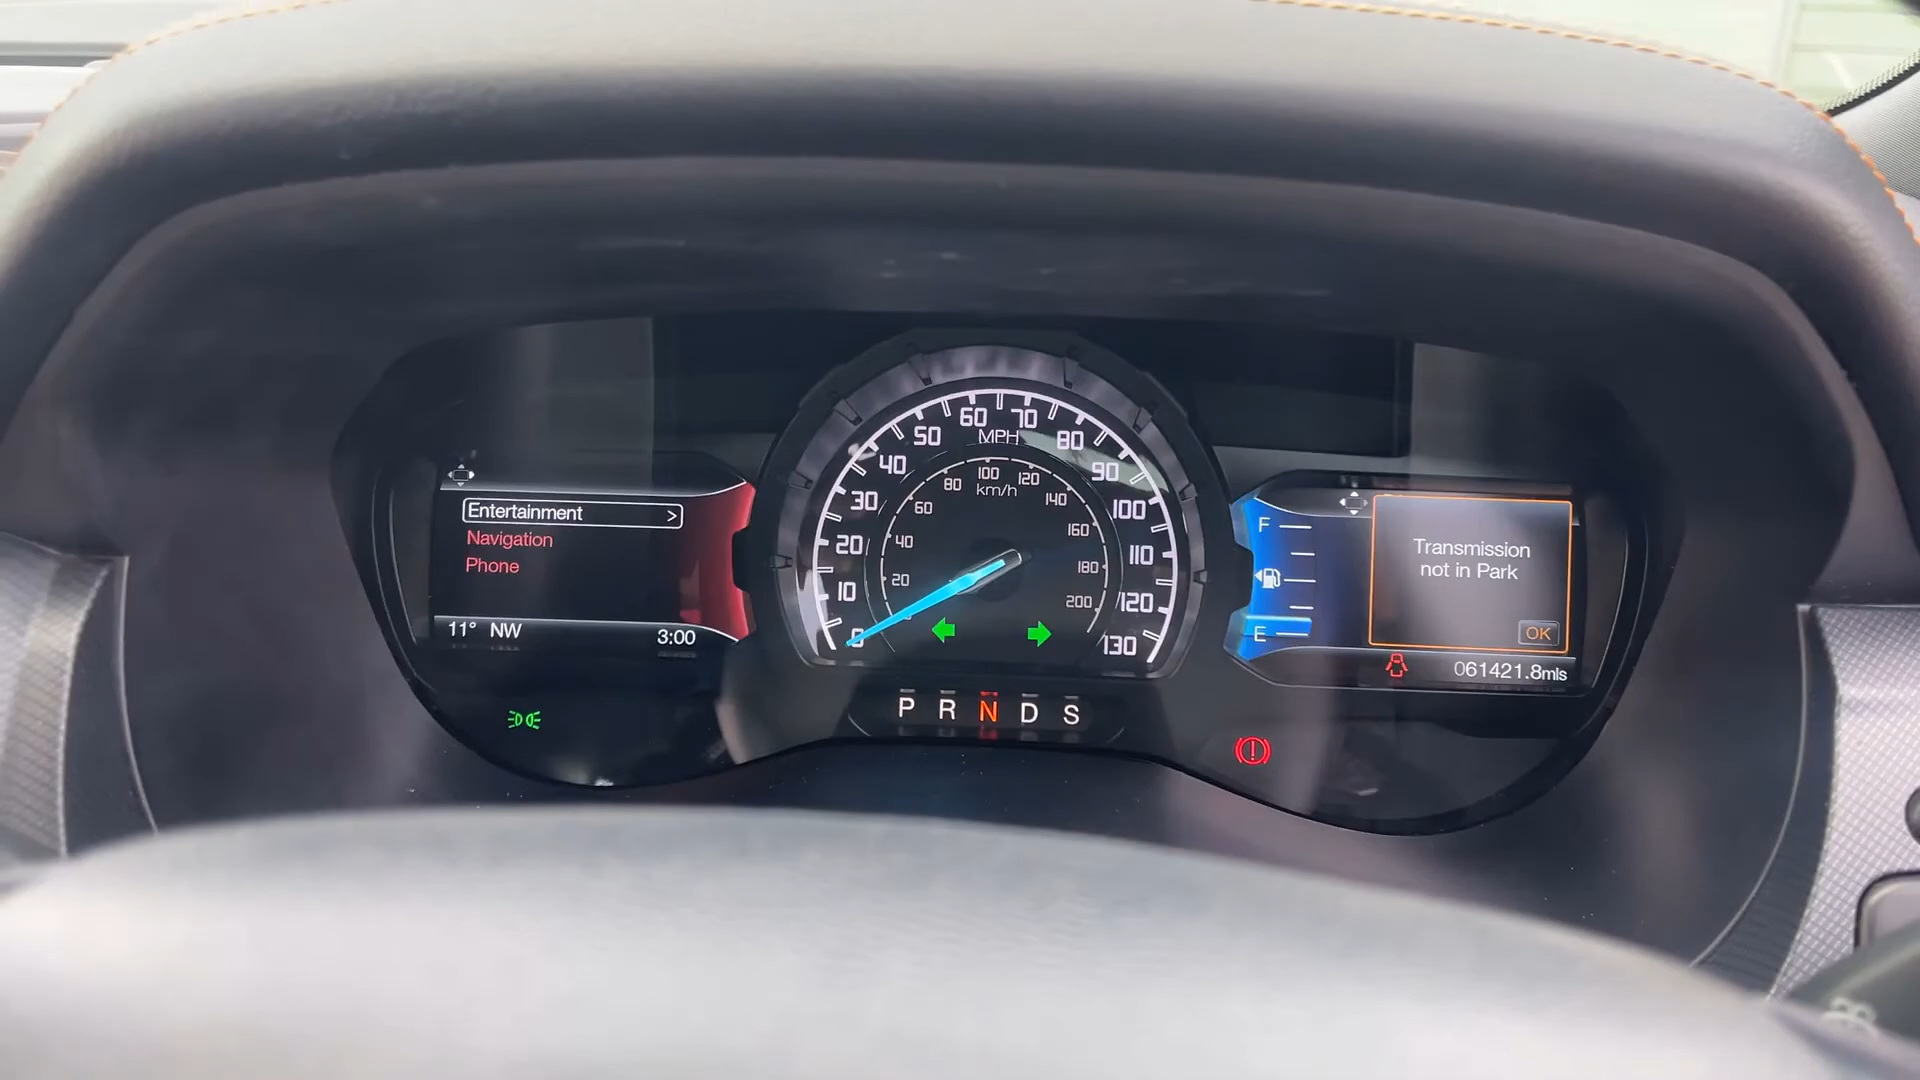 Entertainment >
Navigation
Phone
11° NW 3:00
0 10 20 30 40 50 60 70 80 90 100 110 120 130
MPH
20 40 60 80 100 120 140 160 180 200
km/h
P R N D S
F
E
Transmission
not in Park
OK
061421.8mls